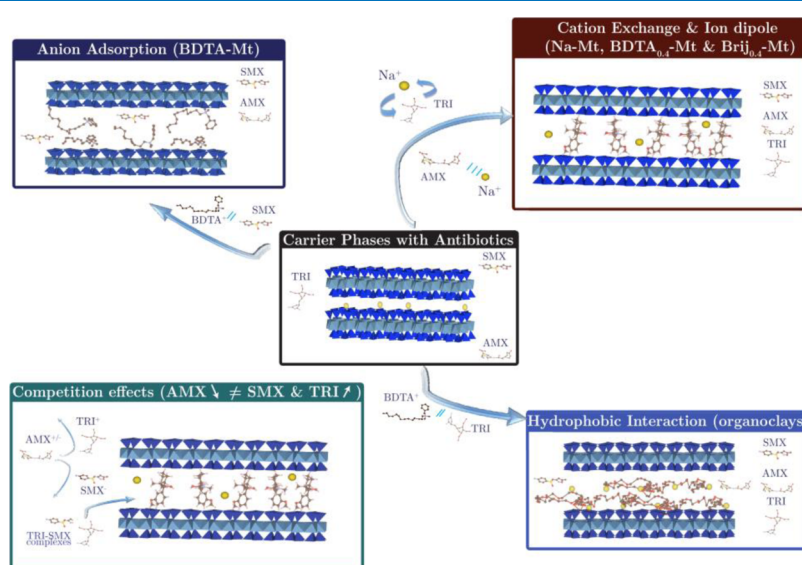 Anion Adsorption (BDTA-Mt)
SMX
AMX
Na⁺
TRI
AMX
Na⁺
Cation Exchange & Ion dipole
(Na-Mt, BDTA₀.₄-Mt & Brij₀.₄-Mt)
SMX
AMX
TRI
BDTA⁺
SMX⁻
Carrier Phases with Antibiotics
TRI
SMX
AMX
Competition effects (AMX ↘ ≠ SMX & TRI ↗)
TRI⁺
AMX⁺/⁻
SMX⁻
TRI-SMX
complexes
BDTA⁺
TRI
Hydrophobic Interaction (organoclays
SMX
AMX
TRI